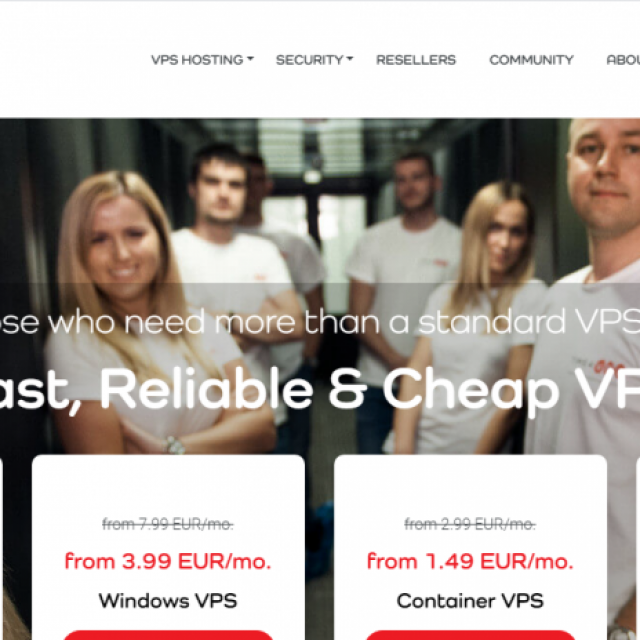 VPS HOSTING SECURITY RESELLERS COMMUNITY ABOU
ose who need more than a standard VPS
ast, Reliable & Cheap VP
from 7.99 EUR/mo. from 2.99 EUR/mo.
from 3.99 EUR/mo. from 1.49 EUR/mo.
Windows VPS Container VPS